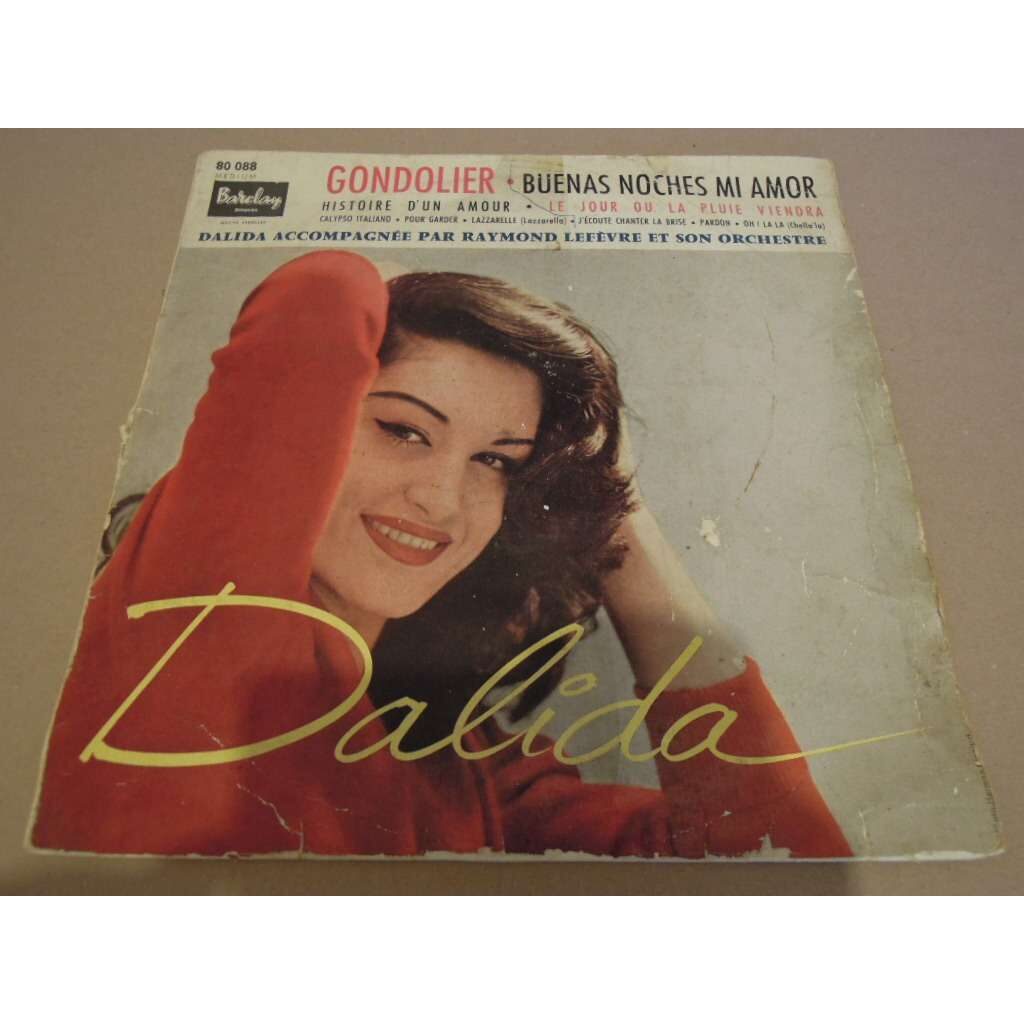 80 088
MEDIUM
Barclay
GONDOLIER • BUENAS NOCHES MI AMOR
HISTOIRE D'UN AMOUR • LE JOUR OU LA PLUIE VIENDRA
CALYPSO ITALIANO • POUR GARDER • LAZZARELLE (Lazzarella) • J'ÉCOUTE CHANTER LA BRISE • PARDON • OH! LA LA (Chella'la)
DALIDA ACCOMPAGNÉE PAR RAYMOND LEFÈVRE ET SON ORCHESTRE
Dalida